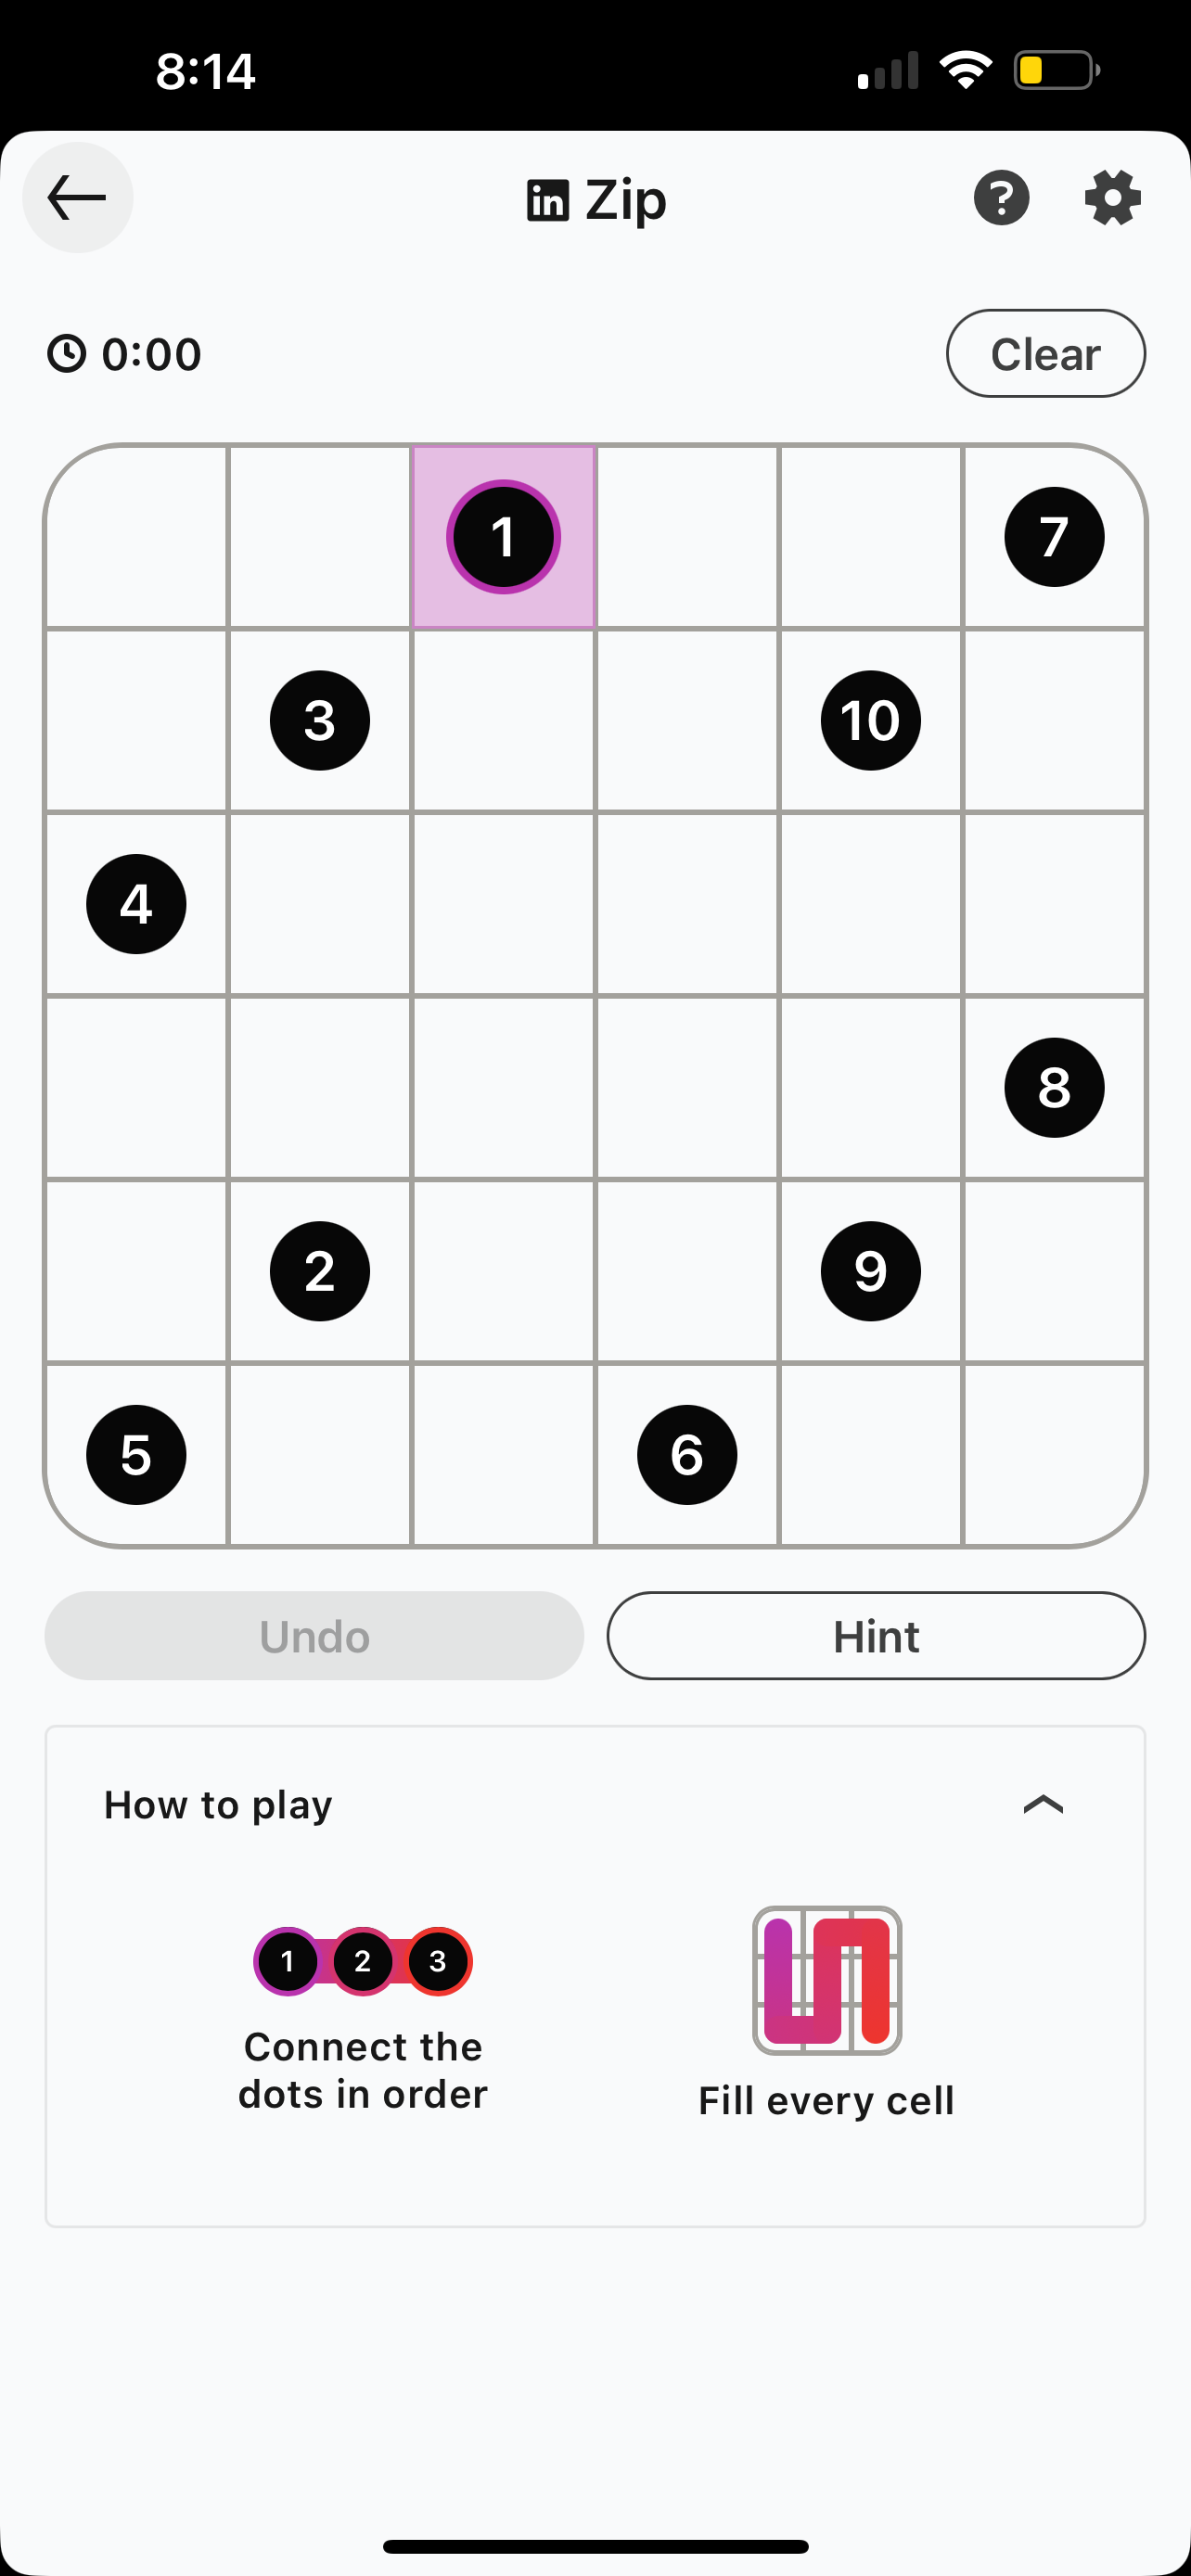 8:14
in Zip ?
0:00 Clear
1 7
3 10
4
8
2 9
5 6
Undo Hint
How to play
1 2 3
Connect the
dots in order
Fill every cell